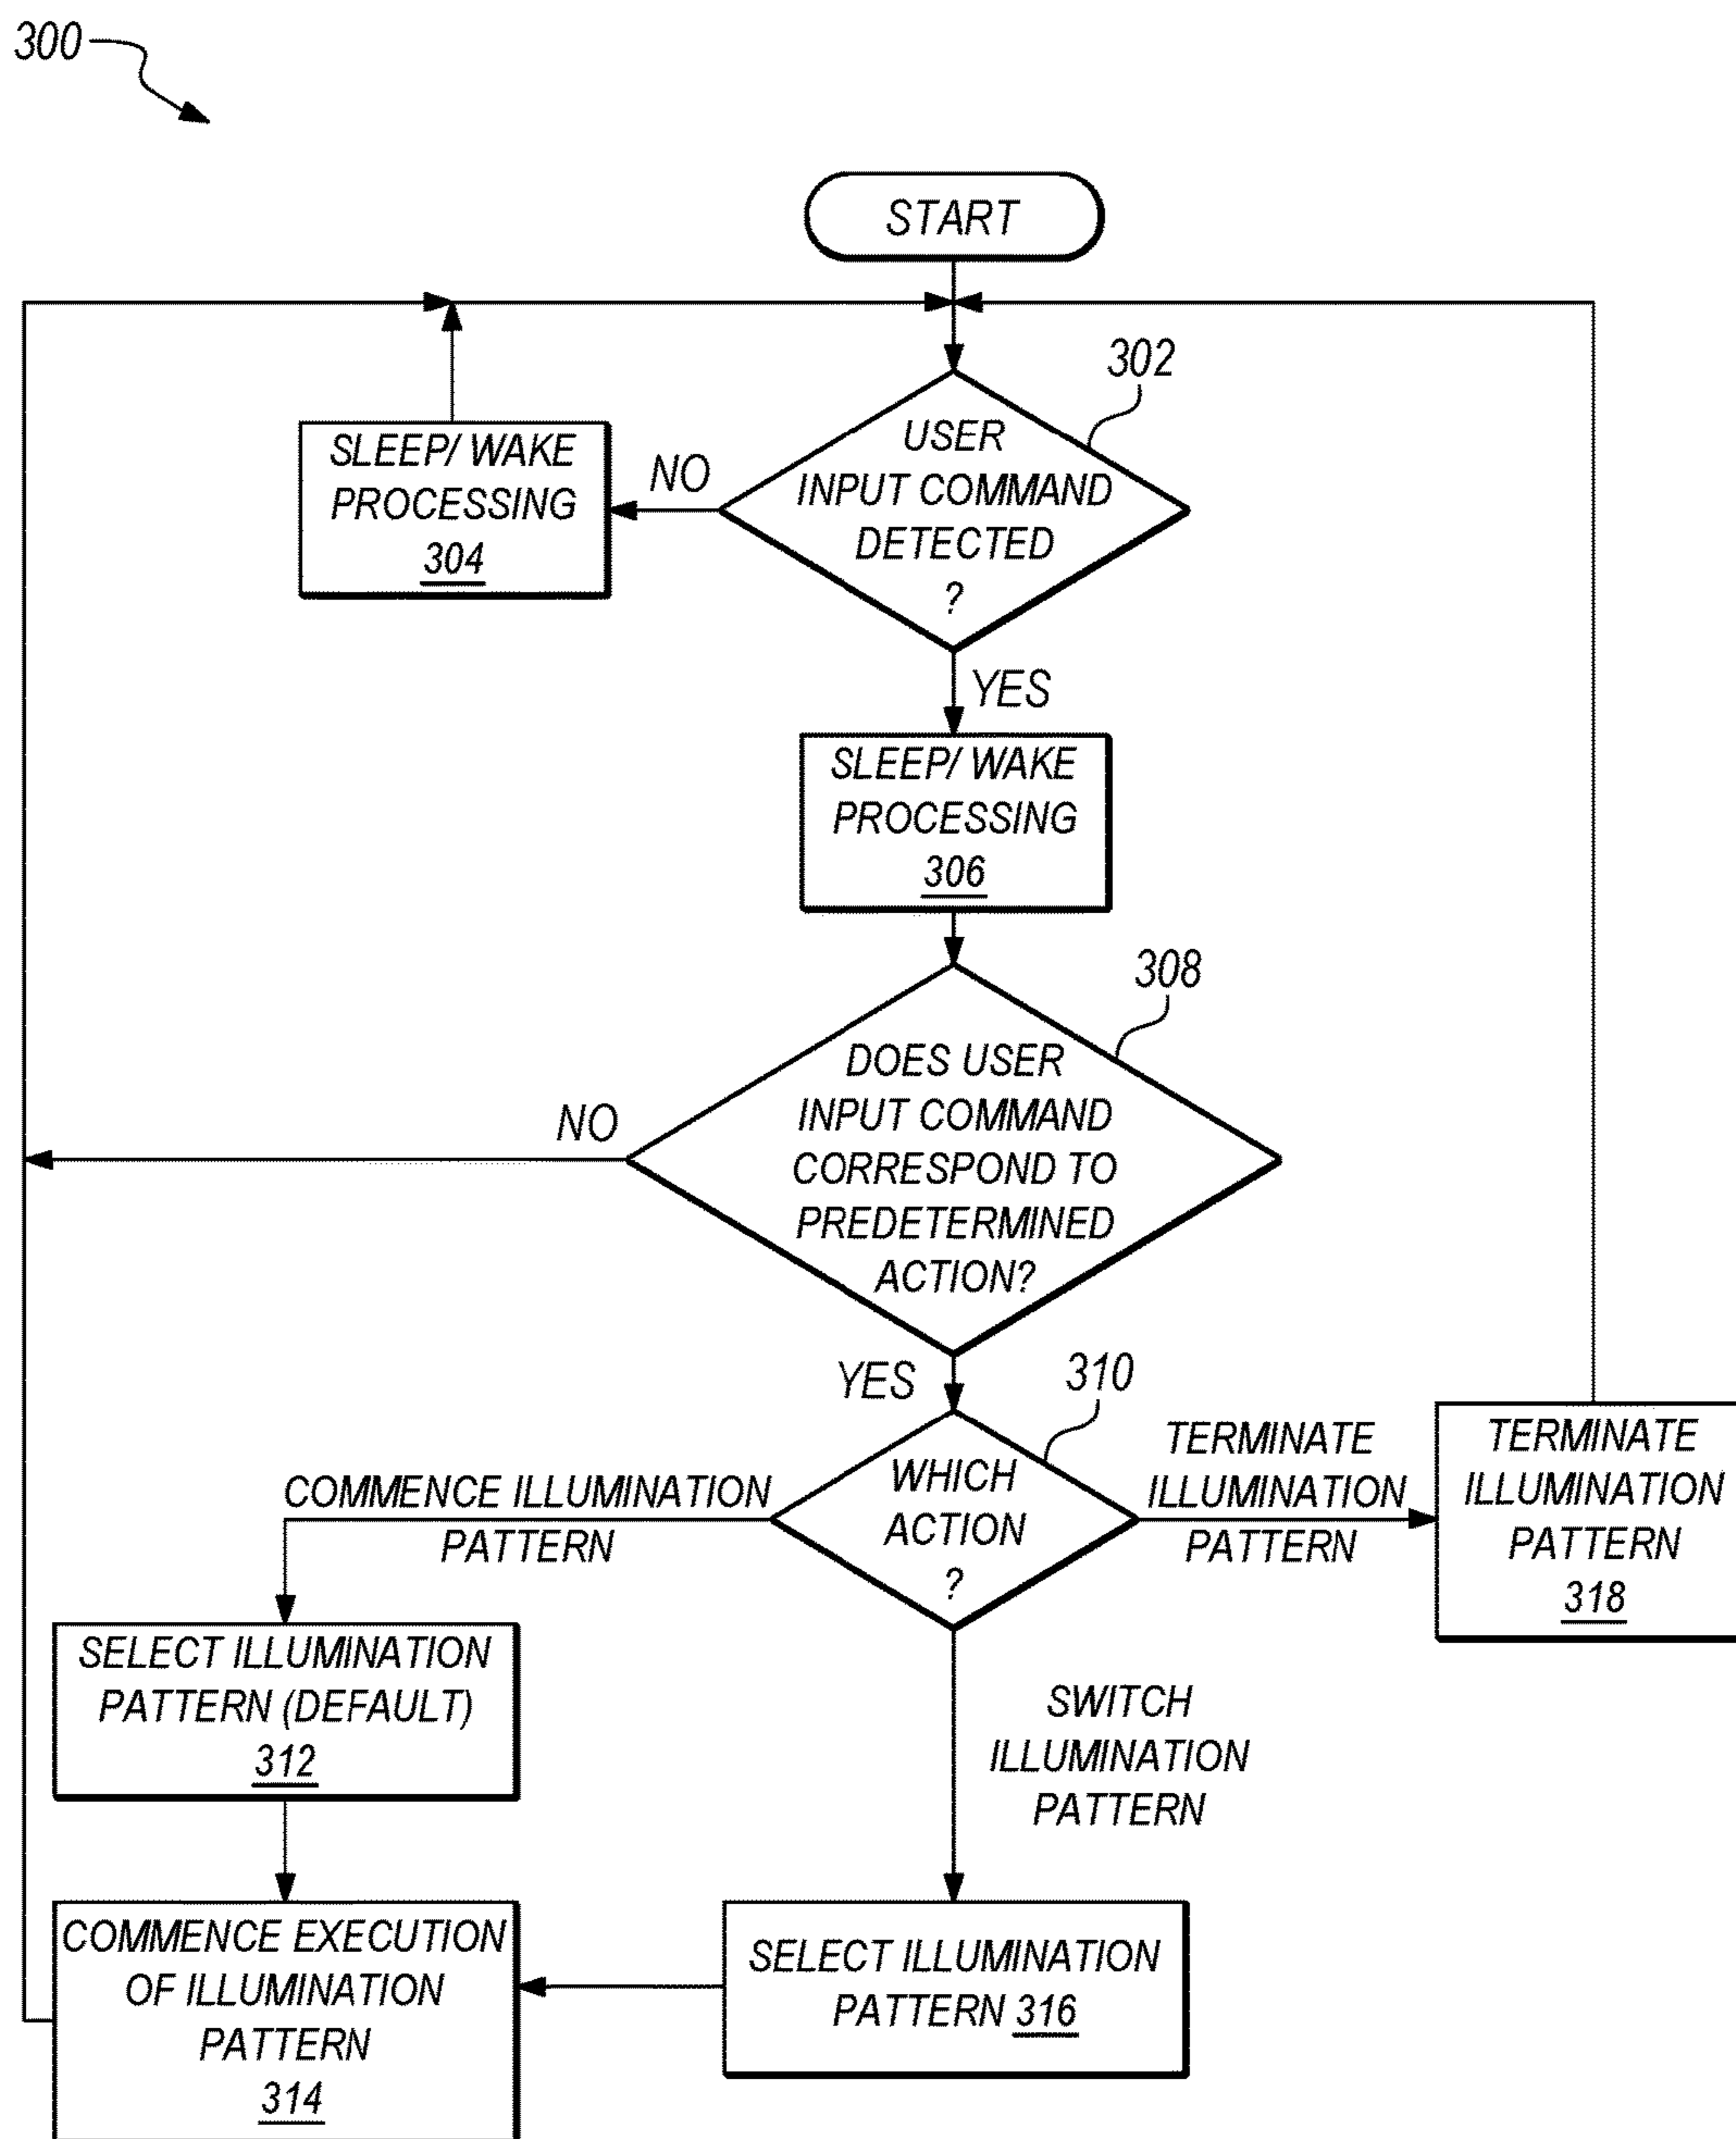 300
START
302
USER
INPUT COMMAND
DETECTED
?
NO
SLEEP/ WAKE
PROCESSING
304
YES
SLEEP/ WAKE
PROCESSING
306
308
DOES USER
INPUT COMMAND
CORRESPOND TO
PREDETERMINED
ACTION?
NO
YES
310
WHICH
ACTION
?
COMMENCE ILLUMINATION
PATTERN
TERMINATE
ILLUMINATION
PATTERN
TERMINATE
ILLUMINATION
PATTERN
318
SELECT ILLUMINATION
PATTERN (DEFAULT)
312
SWITCH
ILLUMINATION
PATTERN
COMMENCE EXECUTION
OF ILLUMINATION
PATTERN
314
SELECT ILLUMINATION
PATTERN 316